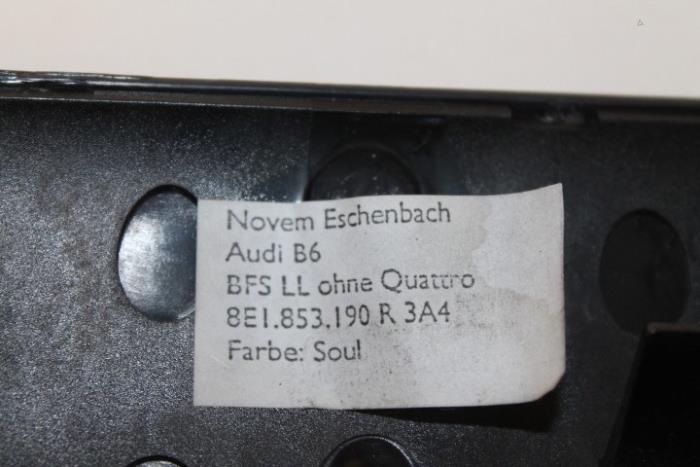 Novem Eschenbach
Audi B6
BFS LL ohne Quattro
8E1.853.190 R 3A4
Farbe: Soul